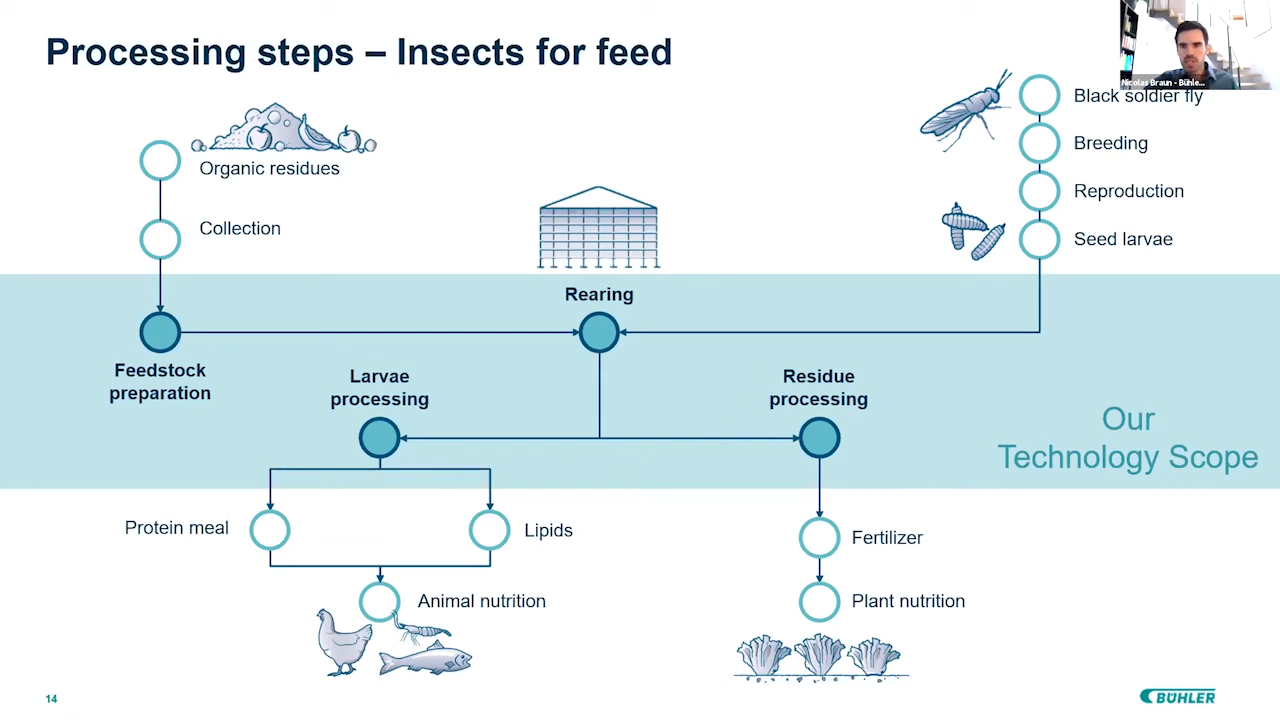 Processing steps – Insects for feed
Nicolas Braun - Bühle...
Organic residues
Collection
Black soldier fly
Breeding
Reproduction
Seed larvae
Rearing
Feedstock
preparation
Larvae
processing
Residue
processing
Our
Technology Scope
Protein meal
Lipids
Fertilizer
Animal nutrition
Plant nutrition
14
BÜHLER